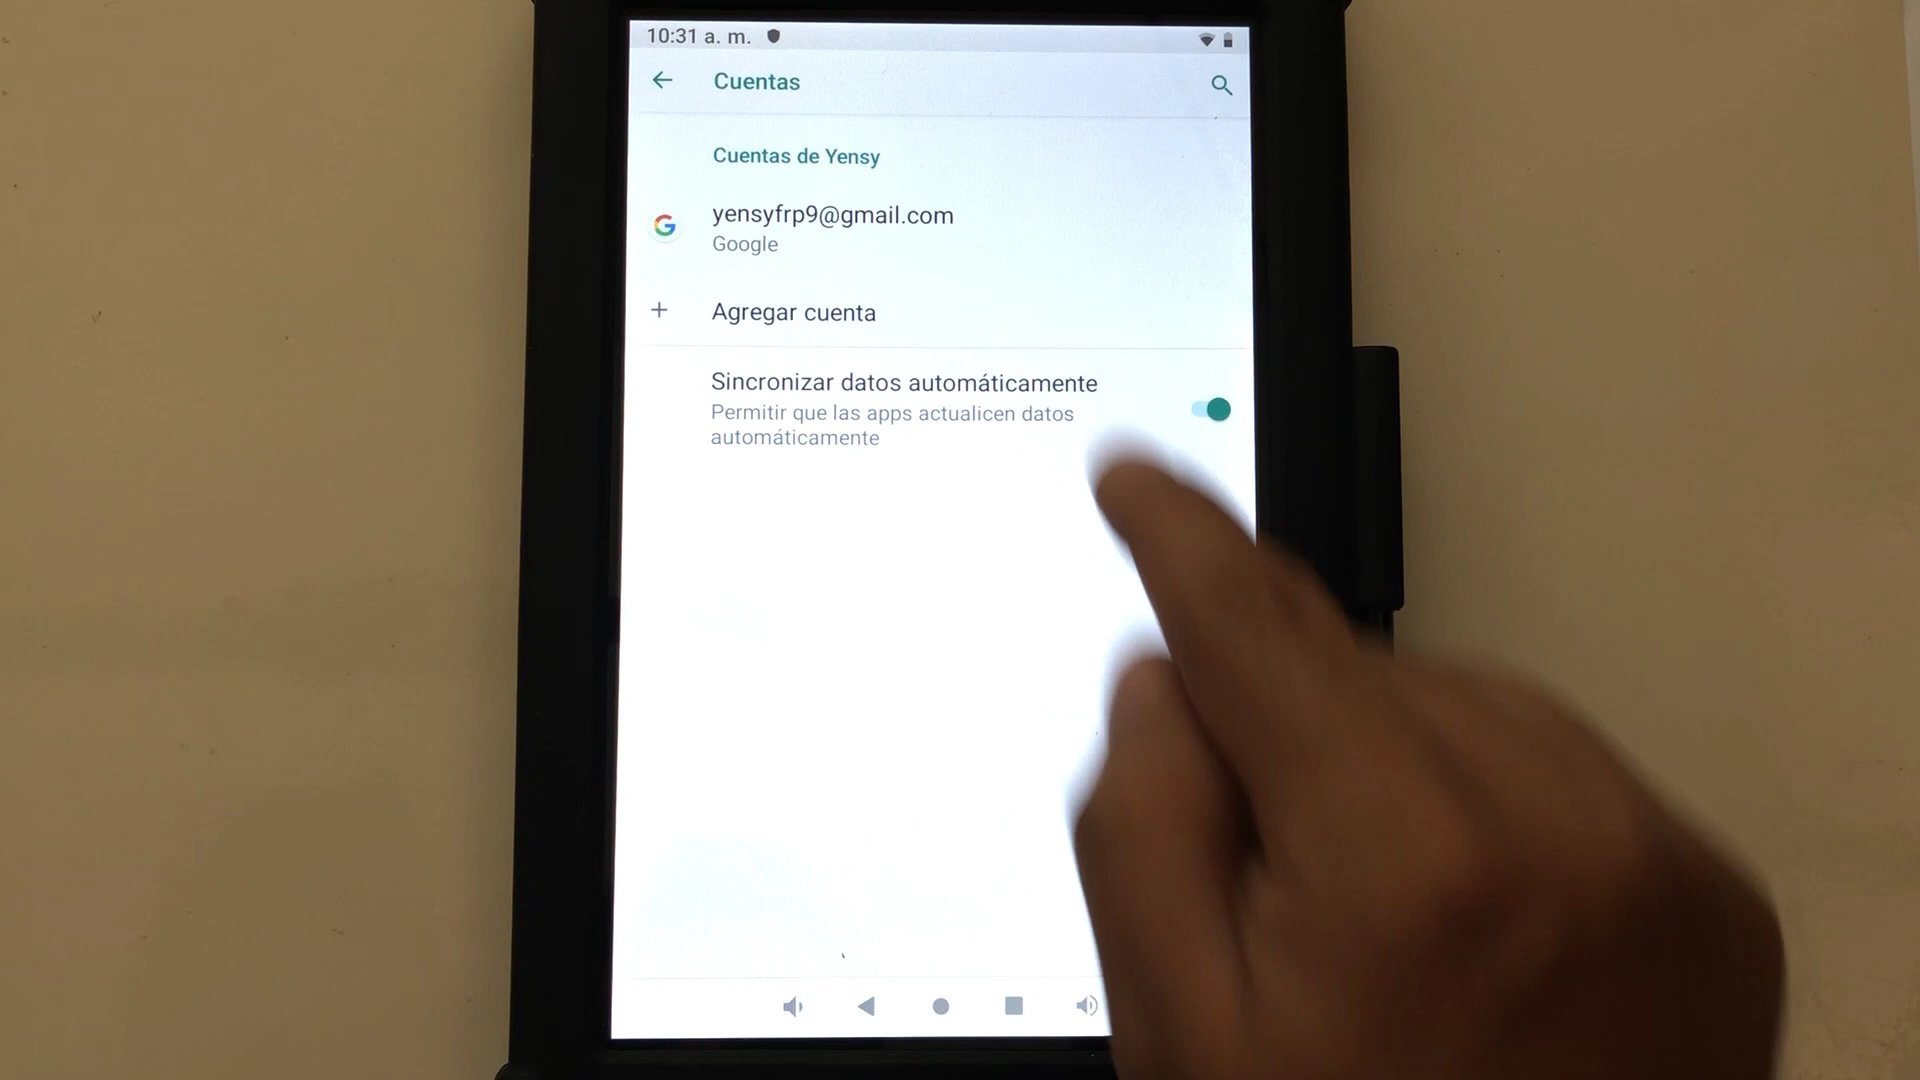 10:31 a. m.
Cuentas
Cuentas de Yensy
yensyfrp9@gmail.com
Google
Agregar cuenta
Sincronizar datos automáticamente
Permitir que las apps actualicen datos
automáticamente